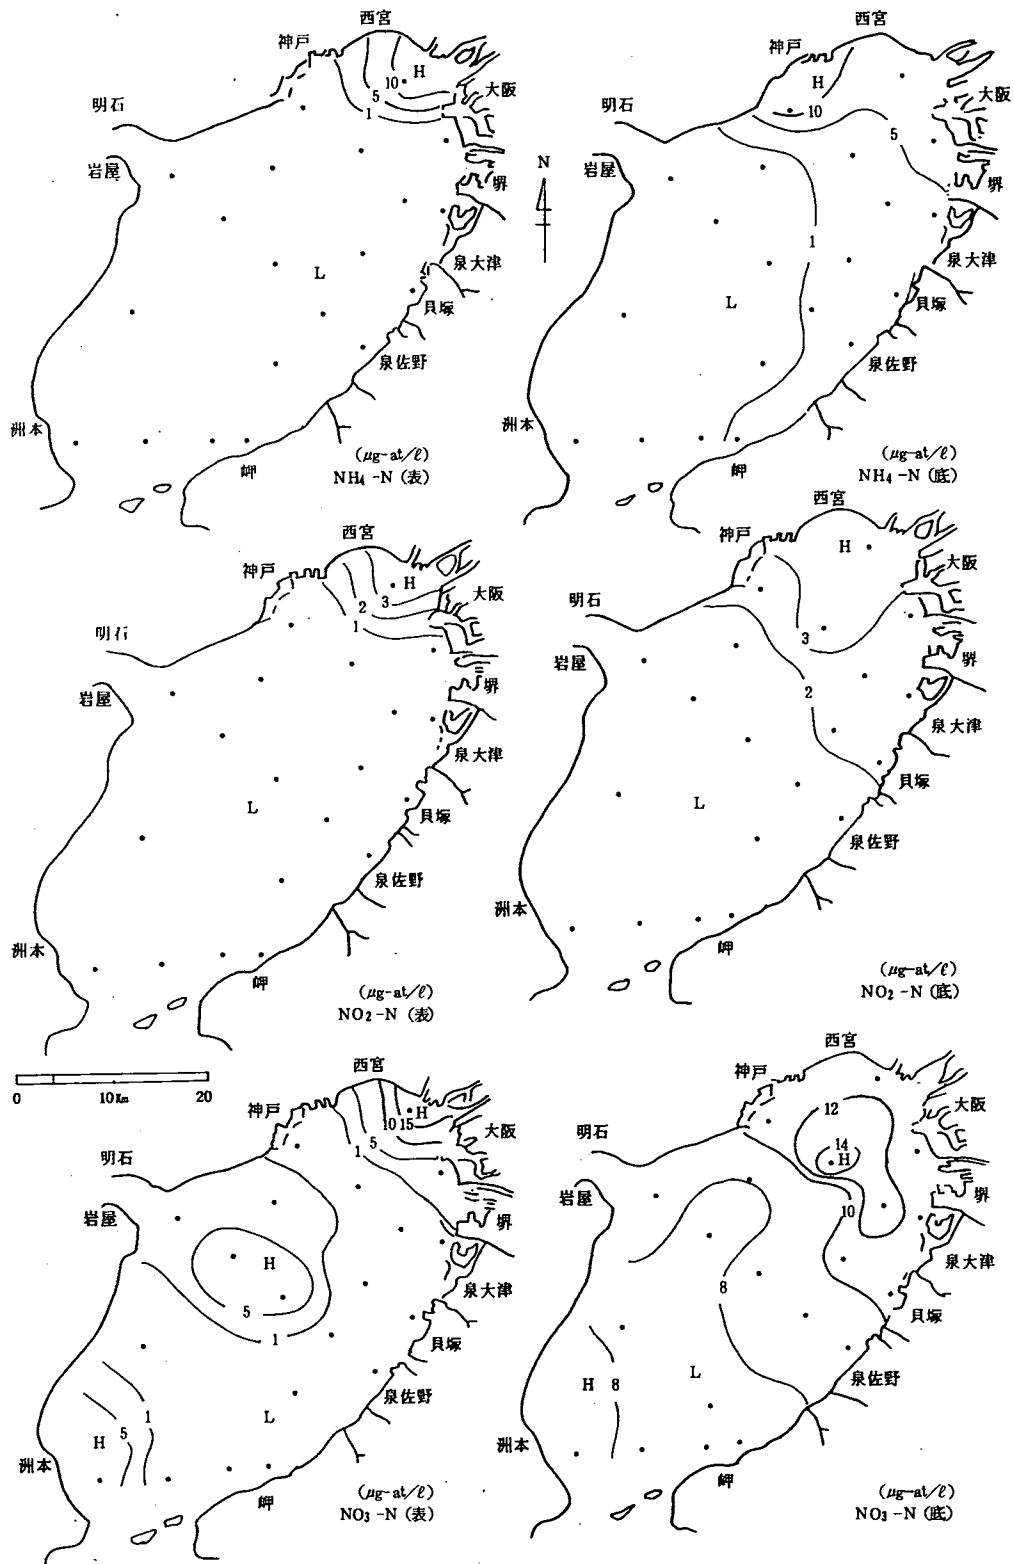 西宮
神戸
H
10
大阪
5
明石
1
岩屋
堺
L
泉大津
貝塚
泉佐野
洲本
岬
(μg-at/ℓ)
NH₄-N (表)
西宮
神戸
H
大阪
10
明石
5
岩屋
堺
1
泉大津
L
貝塚
泉佐野
洲本
岬
(μg-at/ℓ)
NH₄-N (底)
N
西宮
神戸
H
大阪
3
2
1
明石
堺
岩屋
泉大津
L
貝塚
泉佐野
洲本
岬
(μg-at/ℓ)
NO₂-N (表)
西宮
神戸
H
大阪
明石
3
堺
岩屋
2
貝塚
L
泉佐野
洲本
岬
(μg-at/ℓ)
NO₂-N (底)
0 10Km 20
西宮
神戸
H
10 15
大阪
5
1
明石
岩屋
堺
H
泉大津
5
1
貝塚
泉佐野
1
L
5
H
洲本
岬
(μg-at/ℓ)
NO₃-N (表)
西宮
神戸
12
大阪
明石
14
H
堺
岩屋
10
泉大津
8
貝塚
L
H
8
泉佐野
洲本
岬
(μg-at/ℓ)
NO₃-N (底)